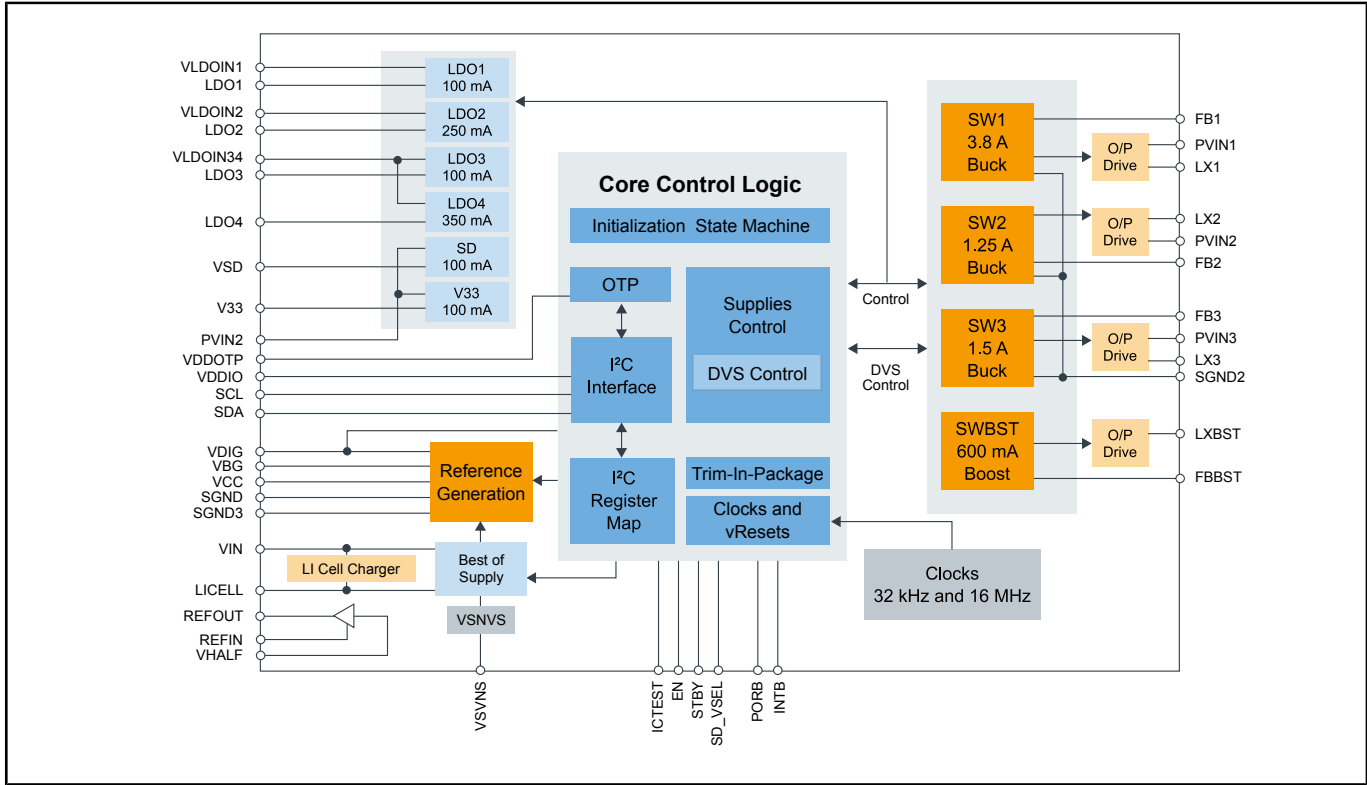 VLDOIN1
LDO1
VLDOIN2
LDO2
VLDOIN34
LDO3
LDO4
VSD
V33
PVIN2
VDDOTP
VDDIO
SCL
SDA
VDIG
VBG
VCC
SGND
SGND3
VIN
LICELL
REFOUT
REFIN
VHALF
LDO1
100 mA
LDO2
250 mA
LDO3
100 mA
LDO4
350 mA
SD
100 mA
V33
100 mA
Core Control Logic
Initialization State Machine
OTP
I²C
Interface
I²C
Register
Map
Supplies
Control
DVS Control
Trim-In-Package
Clocks and
vResets
Reference
Generation
LI Cell Charger
Best of
Supply
VSNVS
Control
DVS
Control
Clocks
32 kHz and 16 MHz
SW1
3.8 A
Buck
SW2
1.25 A
Buck
SW3
1.5 A
Buck
SWBST
600 mA
Boost
O/P
Drive
O/P
Drive
O/P
Drive
O/P
Drive
FB1
PVIN1
LX1
LX2
PVIN2
FB2
FB3
PVIN3
LX3
SGND2
LXBST
FBBST
VSVNS
ICTEST
EN
STBY
SD_VSEL
PORB
INTB